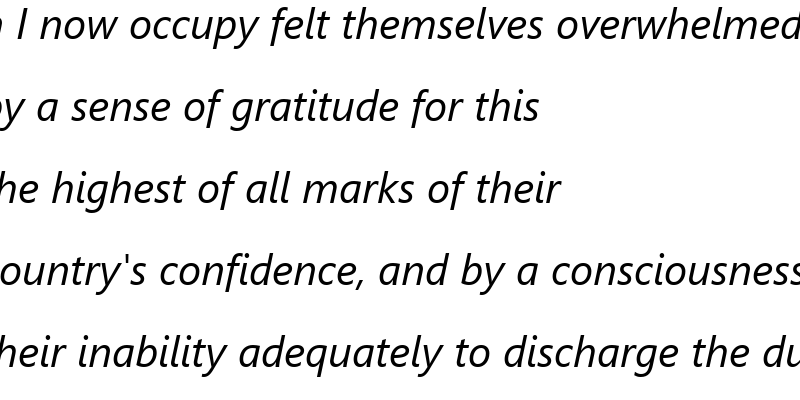 I now occupy felt themselves overwhelmed
by a sense of gratitude for this
the highest of all marks of their
country's confidence, and by a consciousness
their inability adequately to discharge the